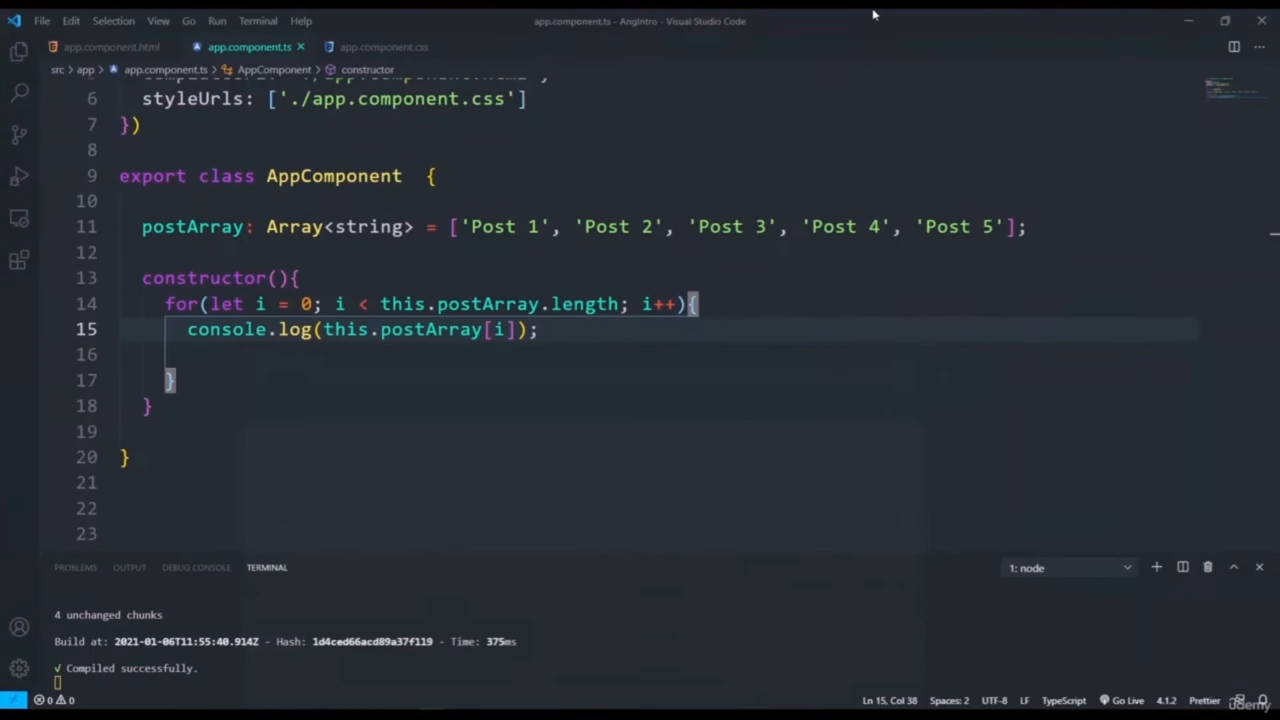 File Edit Selection View Go Run Terminal Help app.component.ts - AngIntro - Visual Studio Code
app.component.html app.component.ts app.component.css
src > app > app.component.ts > AppComponent > constructor
6 styleUrls: ['./app.component.css']
7 })
8
9 export class AppComponent {
10
11 postArray: Array<string> = ['Post 1', 'Post 2', 'Post 3', 'Post 4', 'Post 5'];
12
13 constructor(){
14 for(let i = 0; i < this.postArray.length; i++){
15 console.log(this.postArray[i]);
16
17 }
18 }
19
20 }
21
22
23
PROBLEMS OUTPUT DEBUG CONSOLE TERMINAL 1: node
4 unchanged chunks
Build at: 2021-01-06T11:55:40.914Z - Hash: 1d4ced66acd89a37f119 - Time: 375ms
√ Compiled successfully.
0 0 Ln 15, Col 38 Spaces: 2 UTF-8 LF TypeScript Go Live 4.1.2 Prettier
udemy